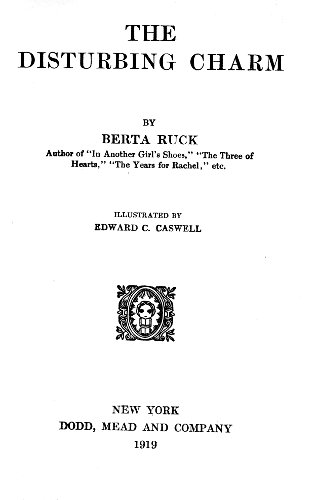 THE
DISTURBING CHARM
BY
BERTA RUCK
Author of "In Another Girl's Shoes," "The Three of
Hearts," "The Years for Rachel," etc.
ILLUSTRATED BY
EDWARD C. CASWELL
NEW YORK
DODD, MEAD AND COMPANY
1919